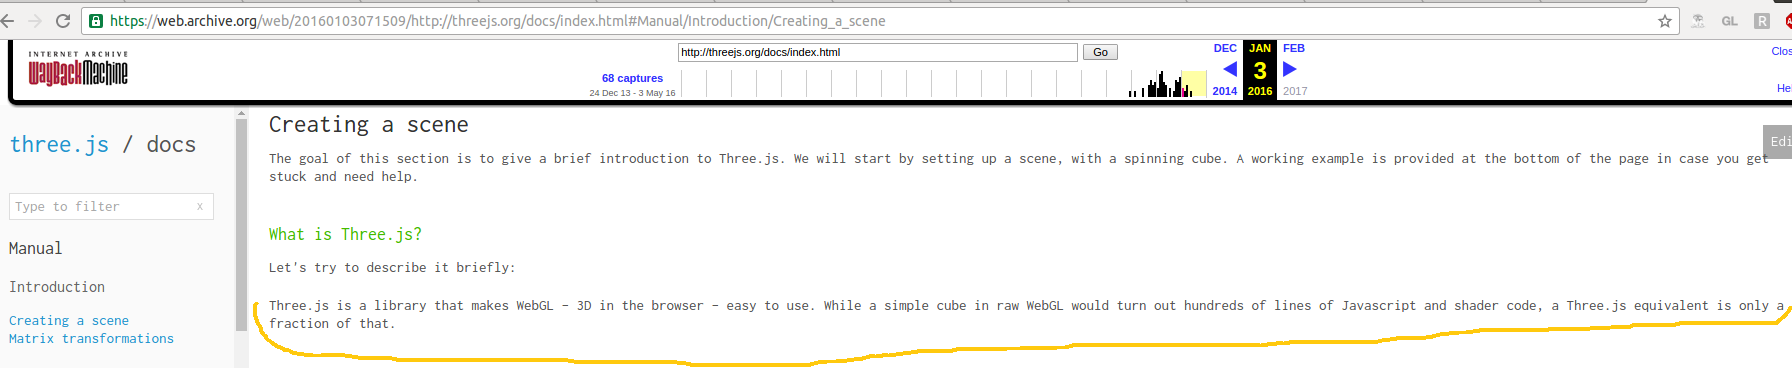 https://web.archive.org/web/20160103071509/http://threejs.org/docs/index.html#Manual/Introduction/Creating_a_scene
GL
R
INTERNET ARCHIVE
WayBackMachine
http://threejs.org/docs/index.html
Go
68 captures
24 Dec 13 - 3 May 16
DEC JAN FEB
3
2014 2016 2017
Clos
Hel
three.js / docs
Type to filter x
Manual
Introduction
Creating a scene
Matrix transformations
Creating a scene
Edi
The goal of this section is to give a brief introduction to Three.js. We will start by setting up a scene, with a spinning cube. A working example is provided at the bottom of the page in case you get
stuck and need help.
What is Three.js?
Let's try to describe it briefly:
Three.js is a library that makes WebGL - 3D in the browser - easy to use. While a simple cube in raw WebGL would turn out hundreds of lines of Javascript and shader code, a Three.js equivalent is only a
fraction of that.